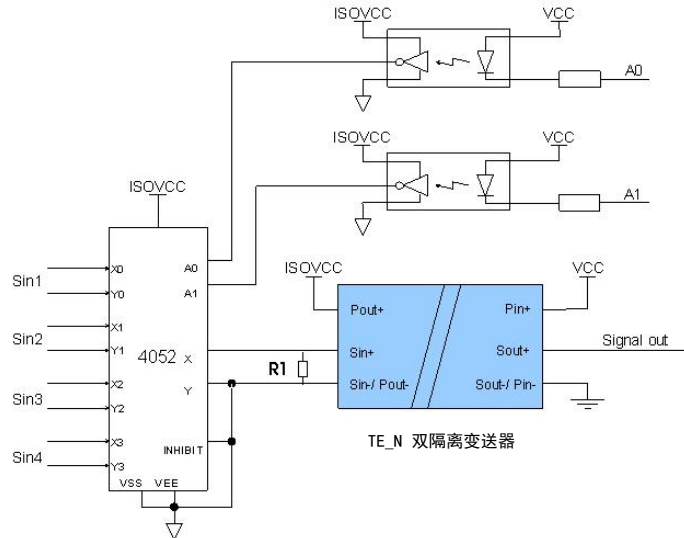 ISOVCC
VCC
A0
ISOVCC
VCC
A1
ISOVCC
ISOVCC
VCC
Sin1
X0
Y0
A0
A1
Pout+
Pin+
Sin2
X1
Y1
4052
X
R1
Sin+
Sout+
Signal out
Sin3
X2
Y2
Y
Sin-/ Pout-
Sout-/ Pin-
Sin4
X3
Y3
INHIBIT
TE_N 双隔离变送器
VSS
VEE